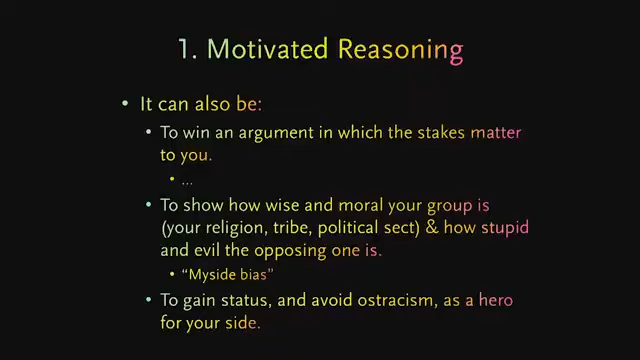 1. Motivated Reasoning
• It can also be:
• To win an argument in which the stakes matter
to you.
• ...
• To show how wise and moral your group is
(your religion, tribe, political sect) & how stupid
and evil the opposing one is.
• “Myside bias”
• To gain status, and avoid ostracism, as a hero
for your side.